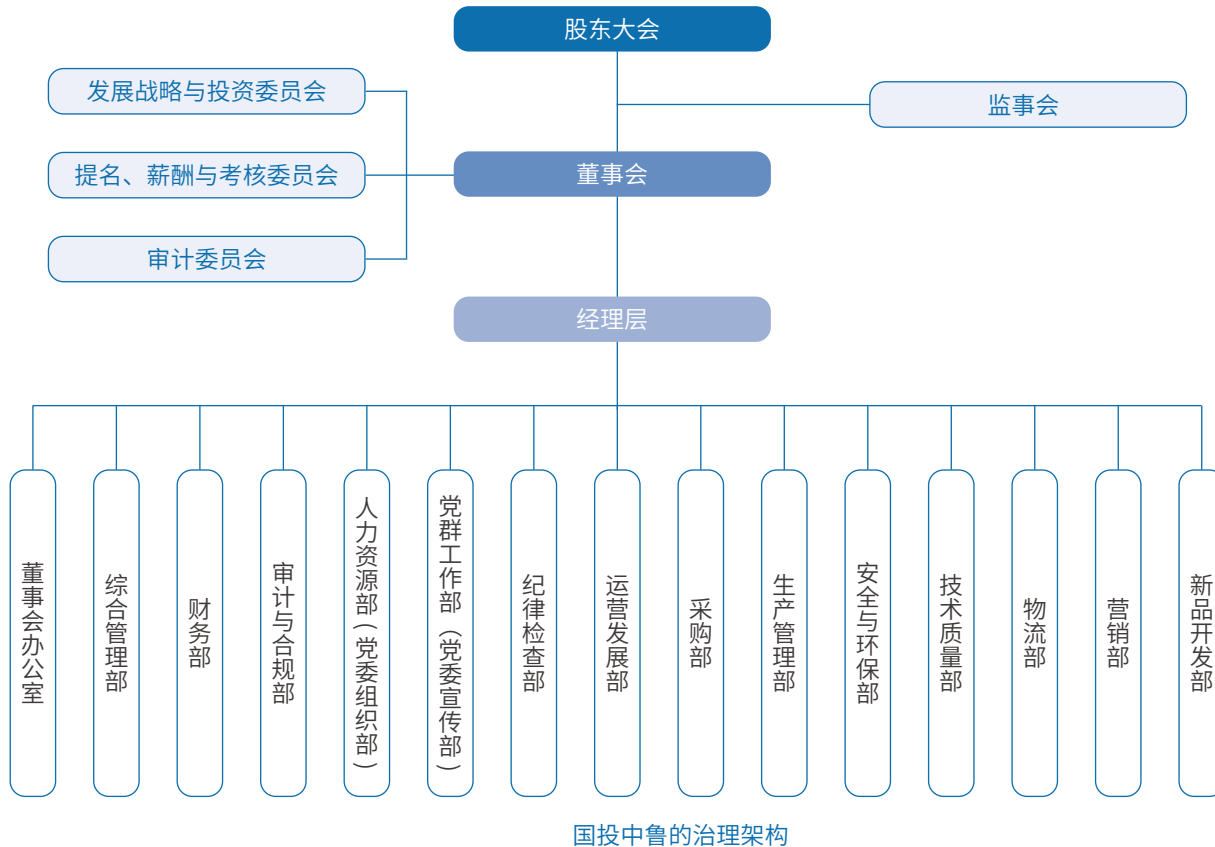 股东大会
发展战略与投资委员会
监事会
提名、薪酬与考核委员会
董事会
审计委员会
经理层
董事会办公室
综合管理部
财务部
审计与合规部
人力资源部(党委组织部)
党群工作部（党委宣传部）
纪律检查部
运营发展部
采购部
生产管理部
安全与环保部
技术质量部
物流部
营销部
新品开发部
国投中鲁的治理架构